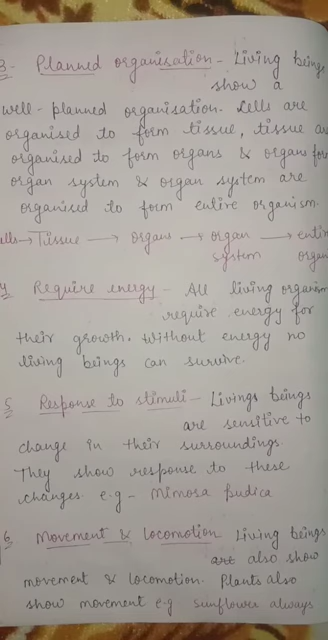 3- Planned organisation - Living beings
show a
well-planned organisation. Cells are
organised to form tissue, tissue are
organised to form organs & organs form
organ system & organ system are
organised to form entire organism.
ells → Tissue → organs → organ → entire
system organ
4 Require energy - All living organism
require energy for
their growth. Without energy no
living beings can survive.
5 Response to stimuli - Livings beings
are sensitive to
change in their surroundings.
They show response to these
changes. e.g - Mimosa Pudica
6 Movement & locomotion Living beings
also show
movement & locomotion. Plants also
show movement e.g sunflower always